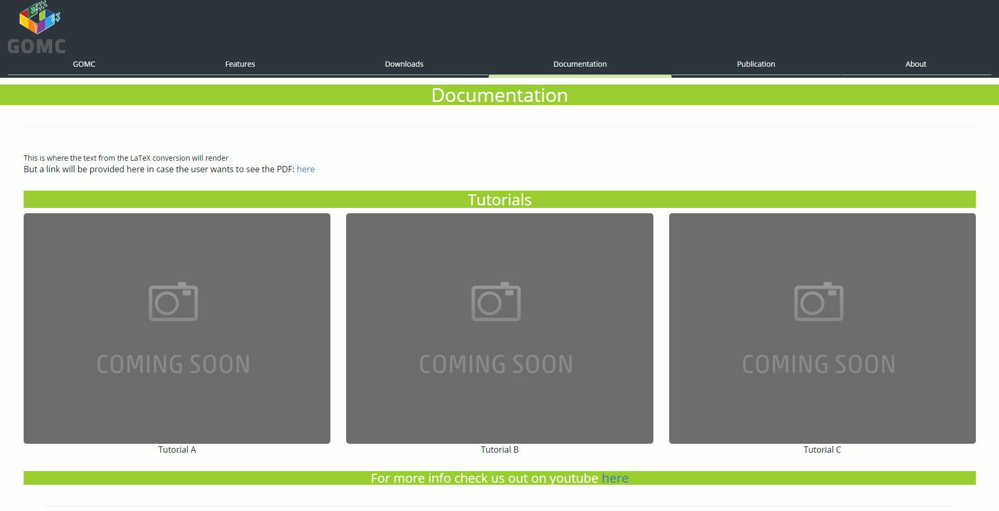 GOMC
GOMC Features Downloads Documentation Publication About
Documentation
This is where the text from the LaTeX conversion will render
But a link will be provided here in case the user wants to see the PDF: here
Tutorials
COMING SOON COMING SOON COMING SOON
Tutorial A Tutorial B Tutorial C
For more info check us out on youtube here